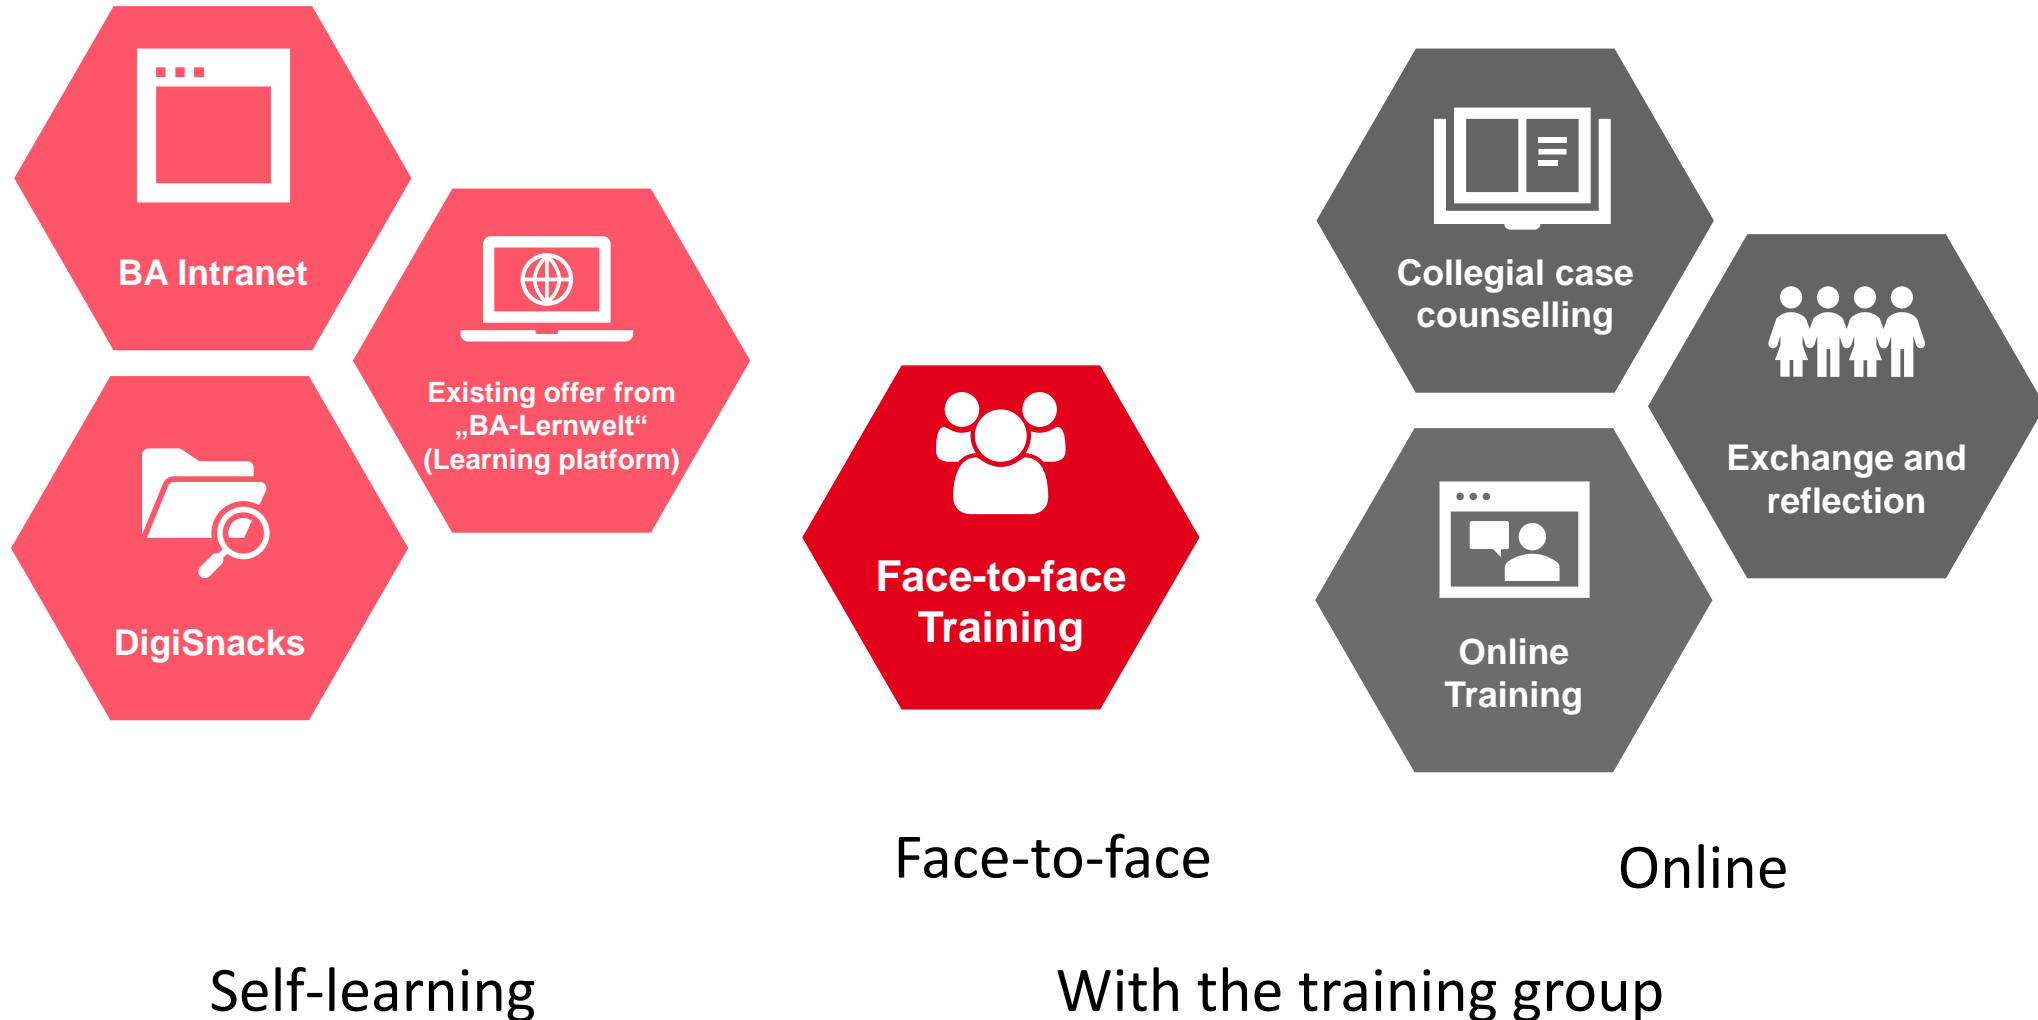 BA Intranet
Existing offer from
„BA-Lernwelt“
(Learning platform)
DigiSnacks
Face-to-face
Training
Collegial case
counselling
Exchange and
reflection
Online
Training
Face-to-face
Online
Self-learning
With the training group